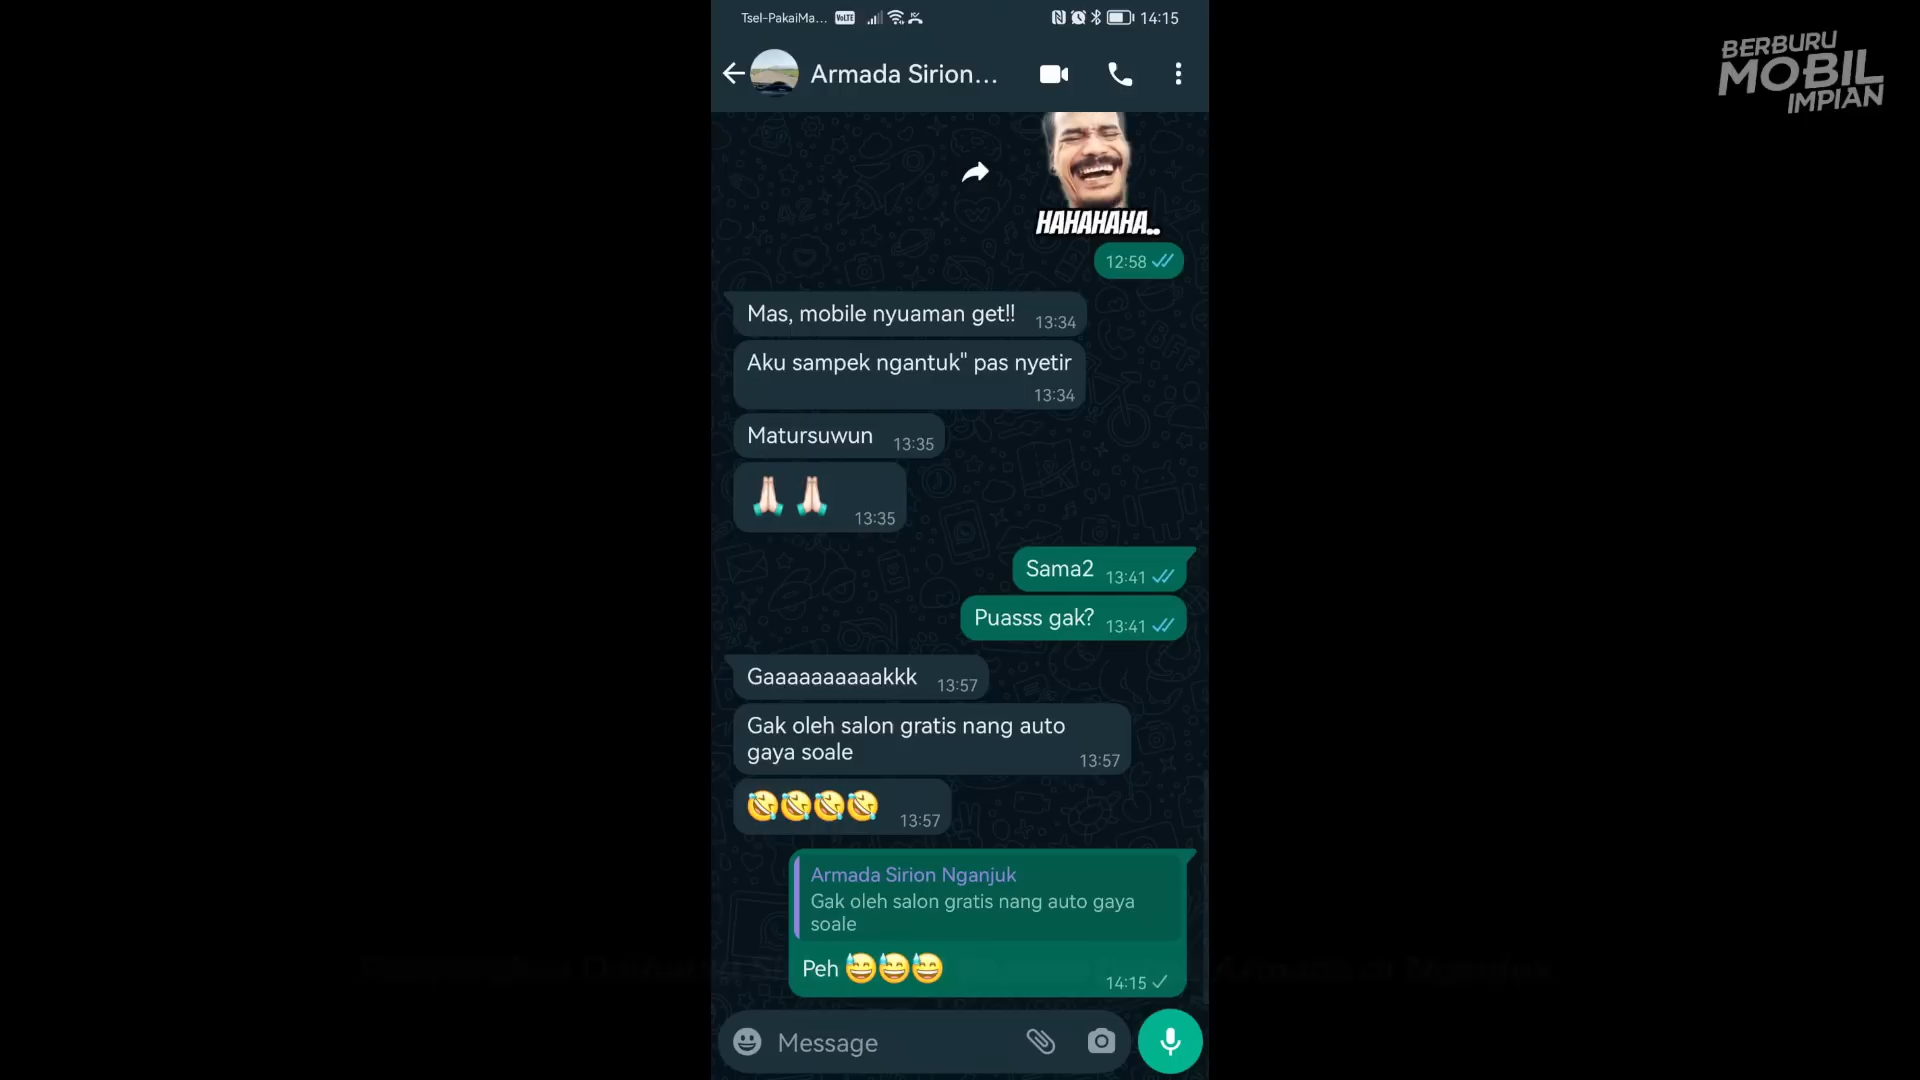 Tsel-PakaiMa...
VoLTE
14:15
BERBURU
MOBIL
IMPIAN
Armada Sirion...
HAHAHAHA..
12:58
Mas, mobile nyuaman get!! 13:34
Aku sampek ngantuk" pas nyetir
13:34
Matursuwun 13:35
13:35
Sama2 13:41
Puasss gak? 13:41
Gaaaaaaaaaakkk 13:57
Gak oleh salon gratis nang auto
gaya soale 13:57
13:57
Armada Sirion Nganjuk
Gak oleh salon gratis nang auto gaya
soale
Peh 😅😅😅
14:15
Message